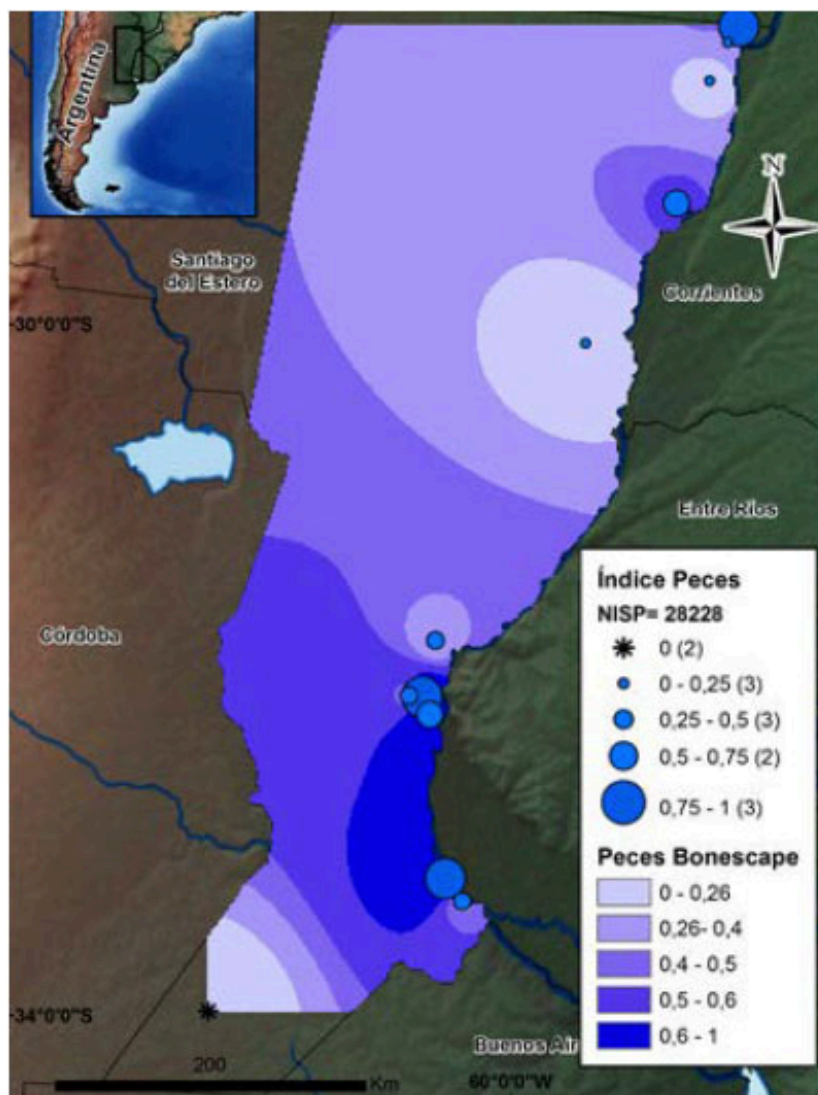 Argentina
N
Santiago
del Estero
Corrientes
30°0'0"S
Entre Ríos
Córdoba
Índice Peces
NISP= 28228
0 (2)
0 - 0,25 (3)
0,25 - 0,5 (3)
0,5 - 0,75 (2)
0,75 - 1 (3)
Peces Bonescape
0 - 0,26
0,26- 0,4
0,4 - 0,5
0,5 - 0,6
0,6 - 1
34°0'0"S
Buenos Air
200
Km
60°0'0"W